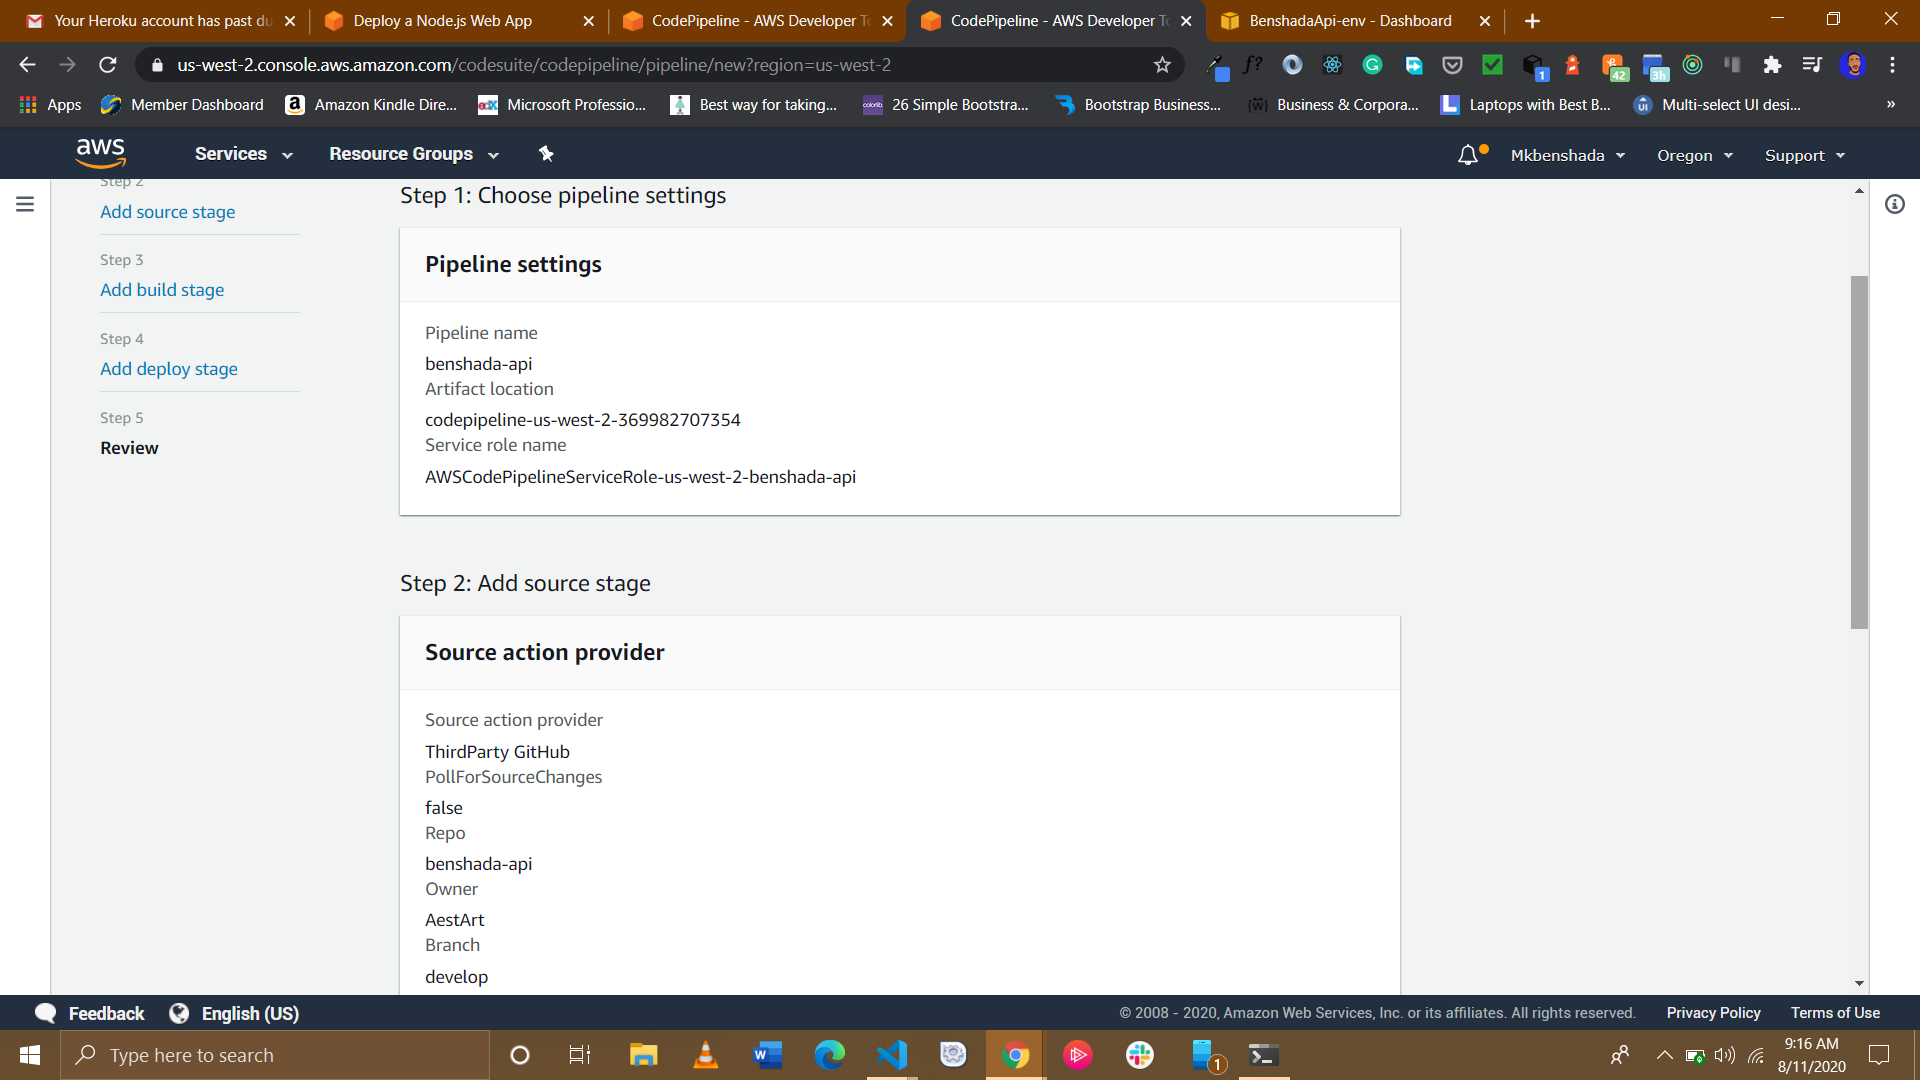 Your Heroku account has past du
Deploy a Node.js Web App
CodePipeline - AWS Developer To
CodePipeline - AWS Developer To
BenshadaApi-env - Dashboard
us-west-2.console.aws.amazon.com/codesuite/codepipeline/pipeline/new?region=us-west-2
f?
1
42
3h
Apps
Member Dashboard
Amazon Kindle Dire...
Microsoft Professio...
Best way for taking...
26 Simple Bootstra...
Bootstrap Business...
Business & Corpora...
Laptops with Best B...
Multi-select UI desi...
»
aws
Services
Resource Groups
Mkbenshada
Oregon
Support
Step 2
Add source stage
Step 3
Add build stage
Step 4
Add deploy stage
Step 5
Review
Step 1: Choose pipeline settings
Pipeline settings
Pipeline name
benshada-api
Artifact location
codepipeline-us-west-2-369982707354
Service role name
AWSCodePipelineServiceRole-us-west-2-benshada-api
Step 2: Add source stage
Source action provider
Source action provider
ThirdParty GitHub
PollForSourceChanges
false
Repo
benshada-api
Owner
AestArt
Branch
develop
Feedback
English (US)
© 2008 - 2020, Amazon Web Services, Inc. or its affiliates. All rights reserved.
Privacy Policy
Terms of Use
Type here to search
1
9:16 AM
8/11/2020